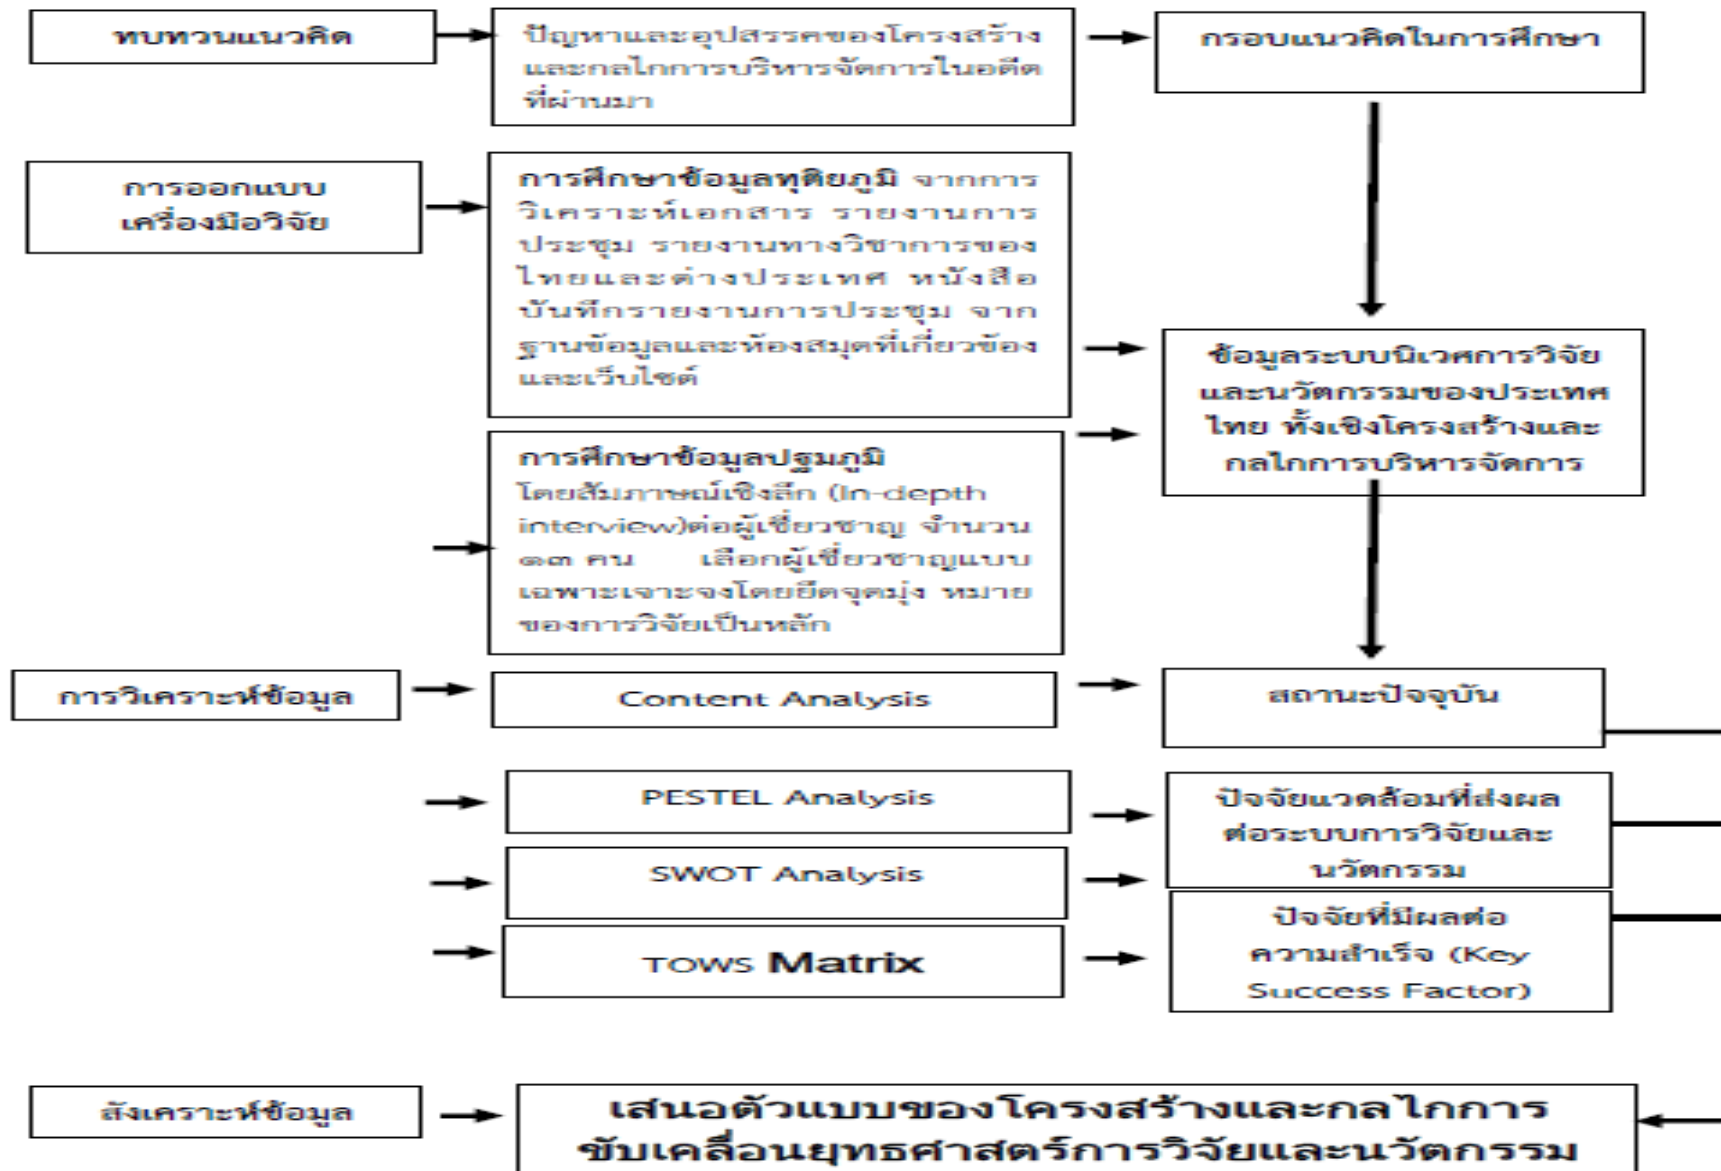 ทบทวนแนวคิด
ปัญหาและอุปสรรคของโครงสร้าง
และกลไกการบริหารจัดการในอดีต
ที่ผ่านมา
กรอบแนวคิดในการศึกษา
การออกแบบ
เครื่องมือวิจัย
การศึกษาข้อมูลทุติยภูมิ จากการ
วิเคราะห์เอกสาร รายงานการ
ประชุม รายงานทางวิชาการของ
ไทยและต่างประเทศ หนังสือ
บันทึกรายงานการประชุม จาก
ฐานข้อมูลและห้องสมุดที่เกี่ยวข้อง
และเว็บไซต์
ข้อมูลระบบนิเวศการวิจัย
และนวัตกรรมของประเทศ
ไทย ทั้งเชิงโครงสร้างและ
กลไกการบริหารจัดการ
การศึกษาข้อมูลปฐมภูมิ
โดยสัมภาษณ์เชิงลึก (In-depth
interview)ต่อผู้เชี่ยวชาญ จำนวน
๑๓ คน เลือกผู้เชี่ยวชาญแบบ
เฉพาะเจาะจงโดยยึดจุดมุ่ง หมาย
ของการวิจัยเป็นหลัก
การวิเคราะห์ข้อมูล
Content Analysis
สถานะปัจจุบัน
PESTEL Analysis
ปัจจัยแวดล้อมที่ส่งผล
ต่อระบบการวิจัยและ
นวัตกรรม
SWOT Analysis
TOWS Matrix
ปัจจัยที่มีผลต่อ
ความสำเร็จ (Key
Success Factor)
สังเคราะห์ข้อมูล
เสนอตัวแบบของโครงสร้างและกลไกการ
ขับเคลื่อนยุทธศาสตร์การวิจัยและนวัตกรรม